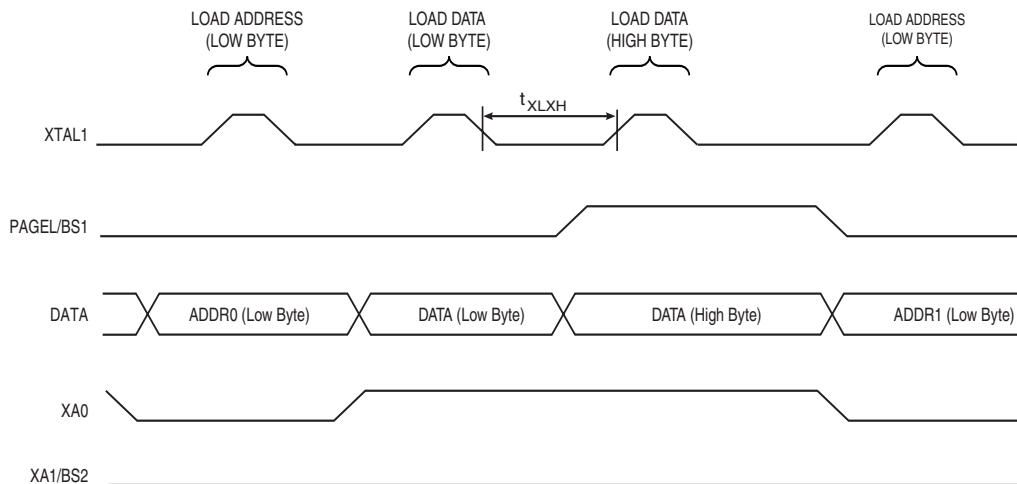 LOAD ADDRESS
(LOW BYTE)
LOAD DATA
(LOW BYTE)
LOAD DATA
(HIGH BYTE)
LOAD ADDRESS
(LOW BYTE)
tXLXH
XTAL1
PAGEL/BS1
DATA
ADDR0 (Low Byte)
DATA (Low Byte)
DATA (High Byte)
ADDR1 (Low Byte)
XA0
XA1/BS2